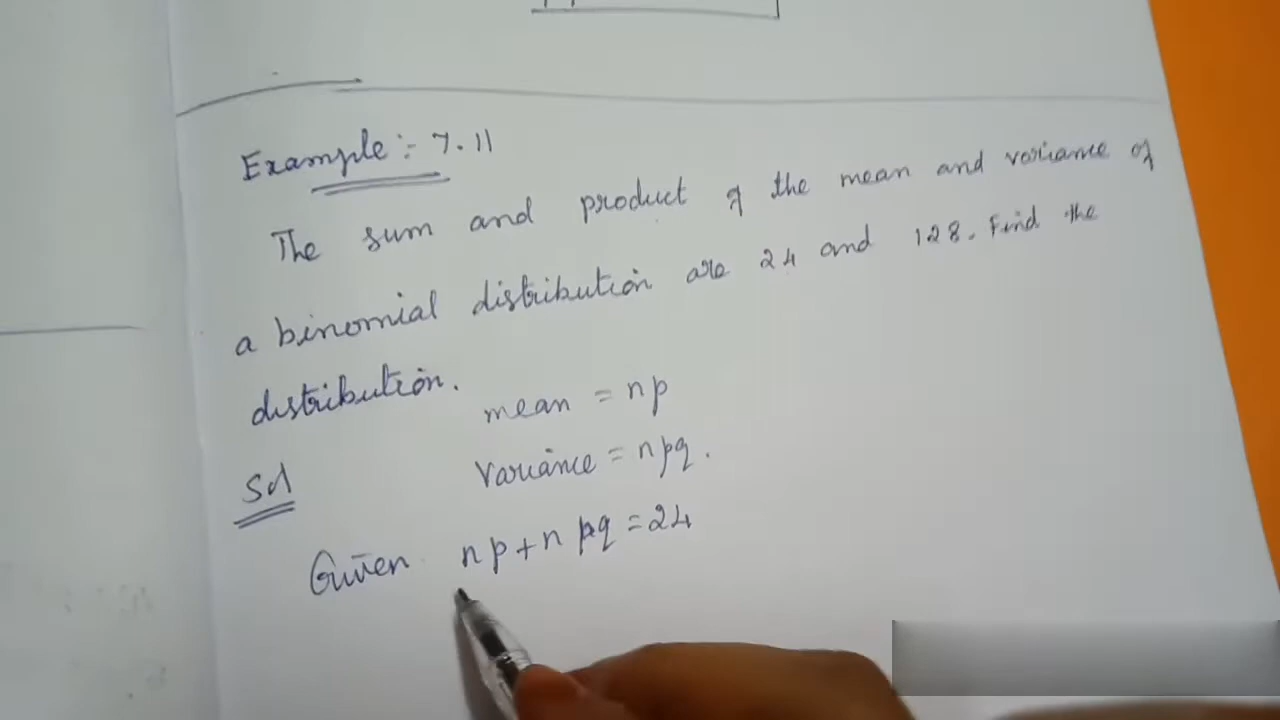 Example :- 7.11
The sum and product of the mean and variance of
a binomial distribution are 24 and 128. Find the
distribution.
mean = np
Sol
Variance = npq.
Given np+npq=24